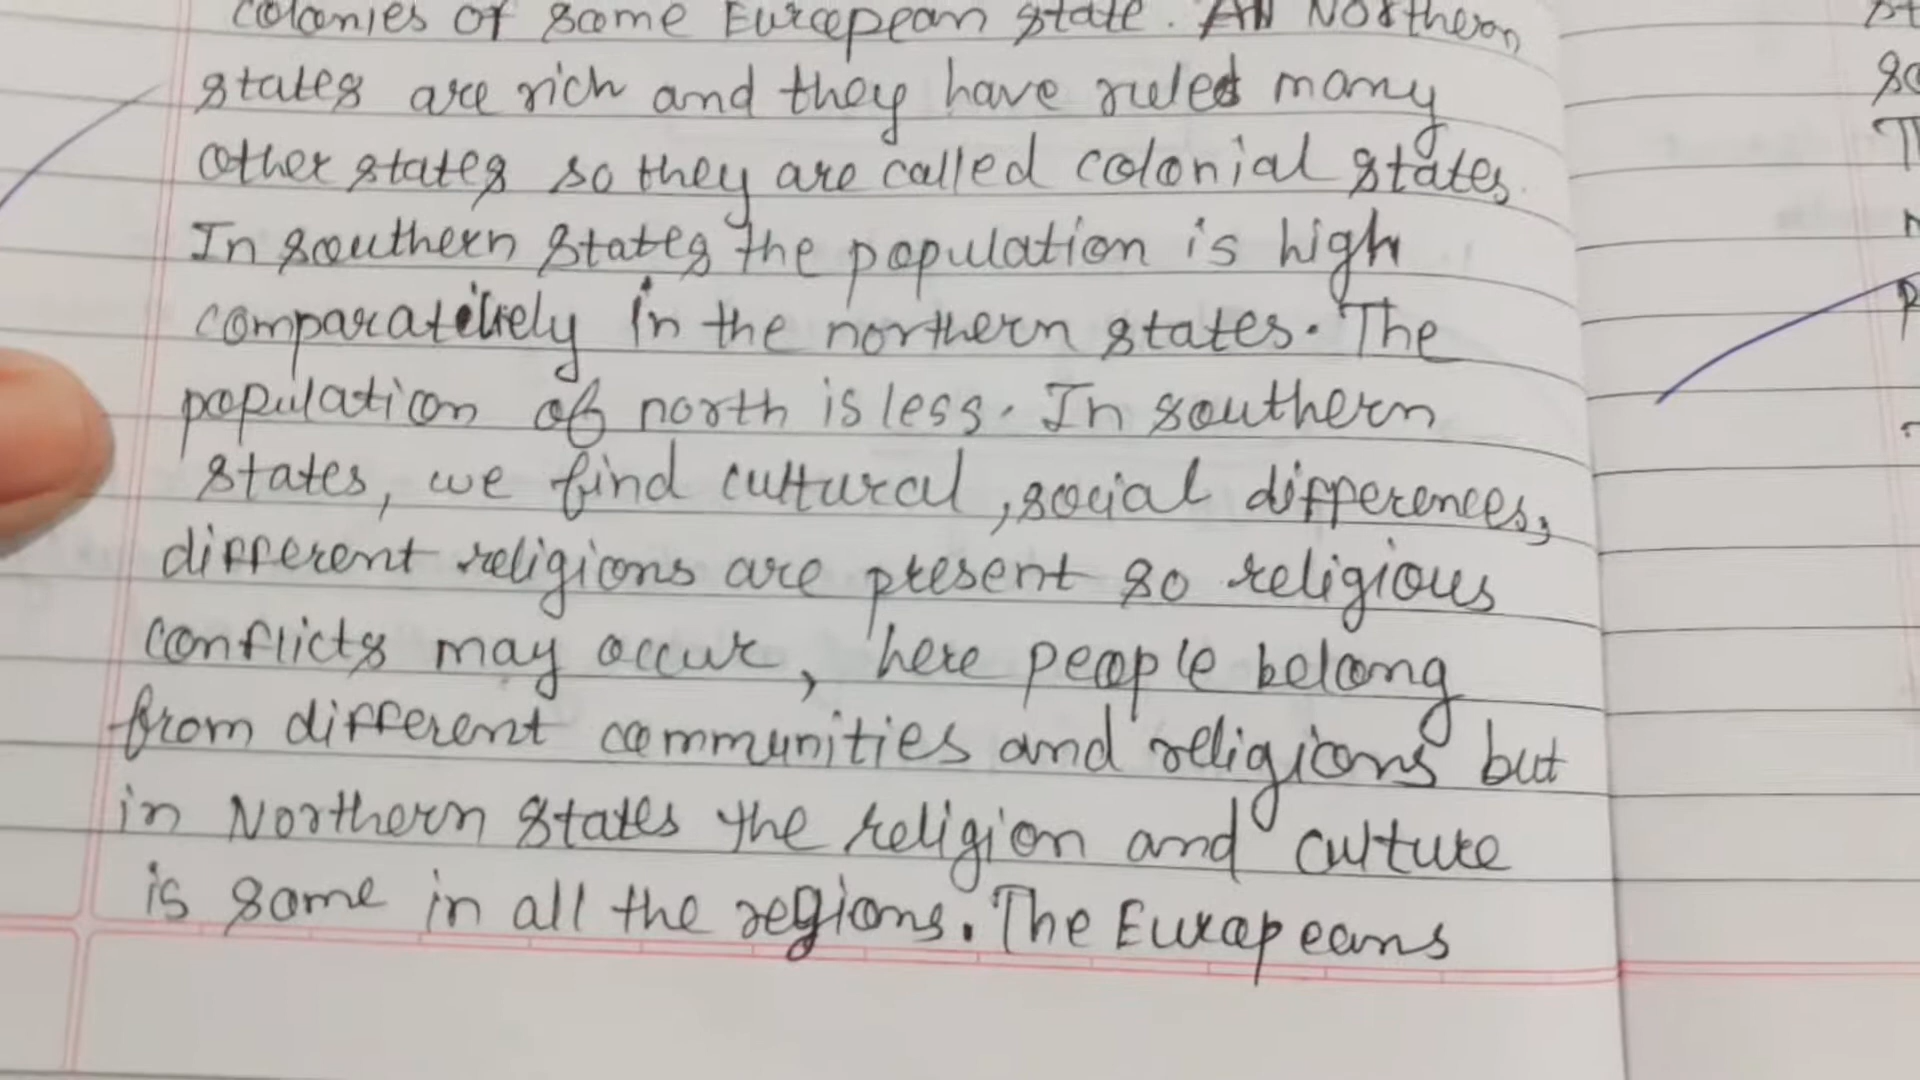 colonies of some European state. All Northern
states are rich and they have ruled many
other states so they are called colonial states.
In southern states the population is high
comparatively in the northern states. The
population of north is less. In southern
states, we find cultural, social differences,
different religions are present so religious
conflicts may occur, here people belong
from different communities and religions but
in Northern states the religion and culture
is same in all the regions. The Europeans